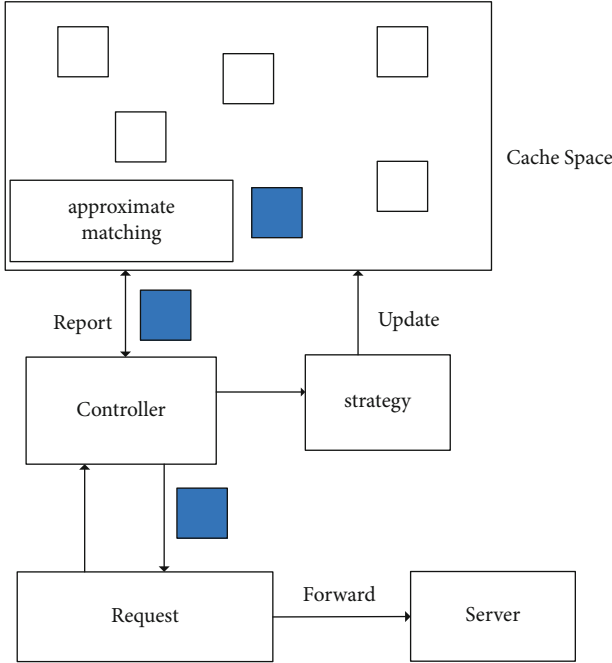 Cache Space
approximate
matching
Report
Update
Controller
strategy
Request
Forward
Server